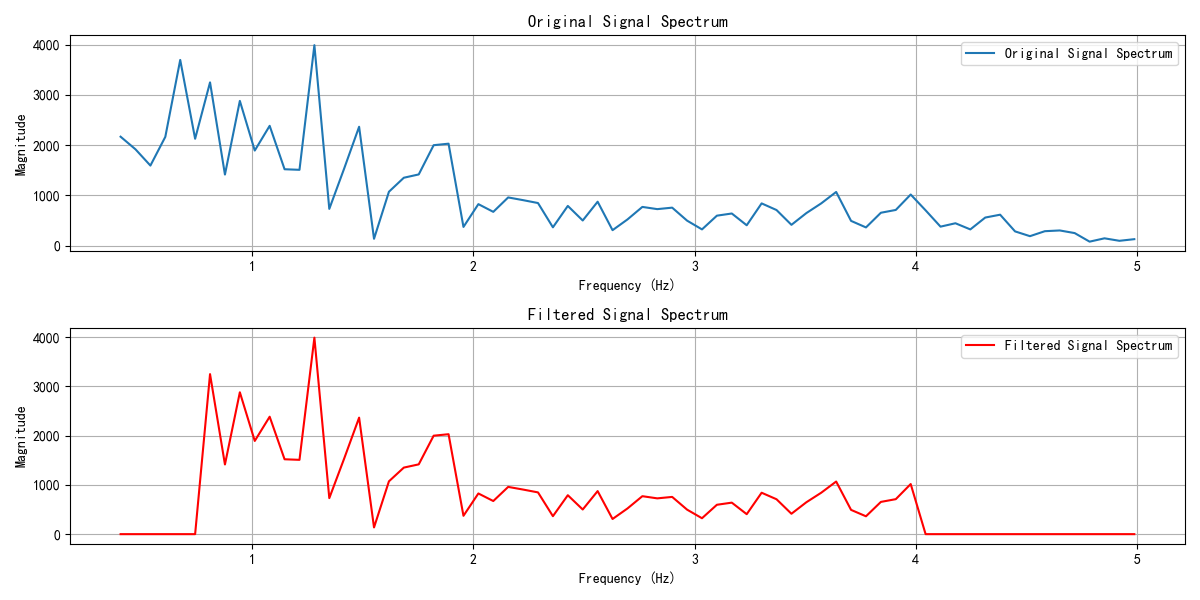 Original Signal Spectrum
Original Signal Spectrum
4000
3000
2000
1000
0
Magnitude
1 2 3 4 5
Frequency (Hz)
Filtered Signal Spectrum
Filtered Signal Spectrum
4000
3000
2000
1000
0
Magnitude
1 2 3 4 5
Frequency (Hz)